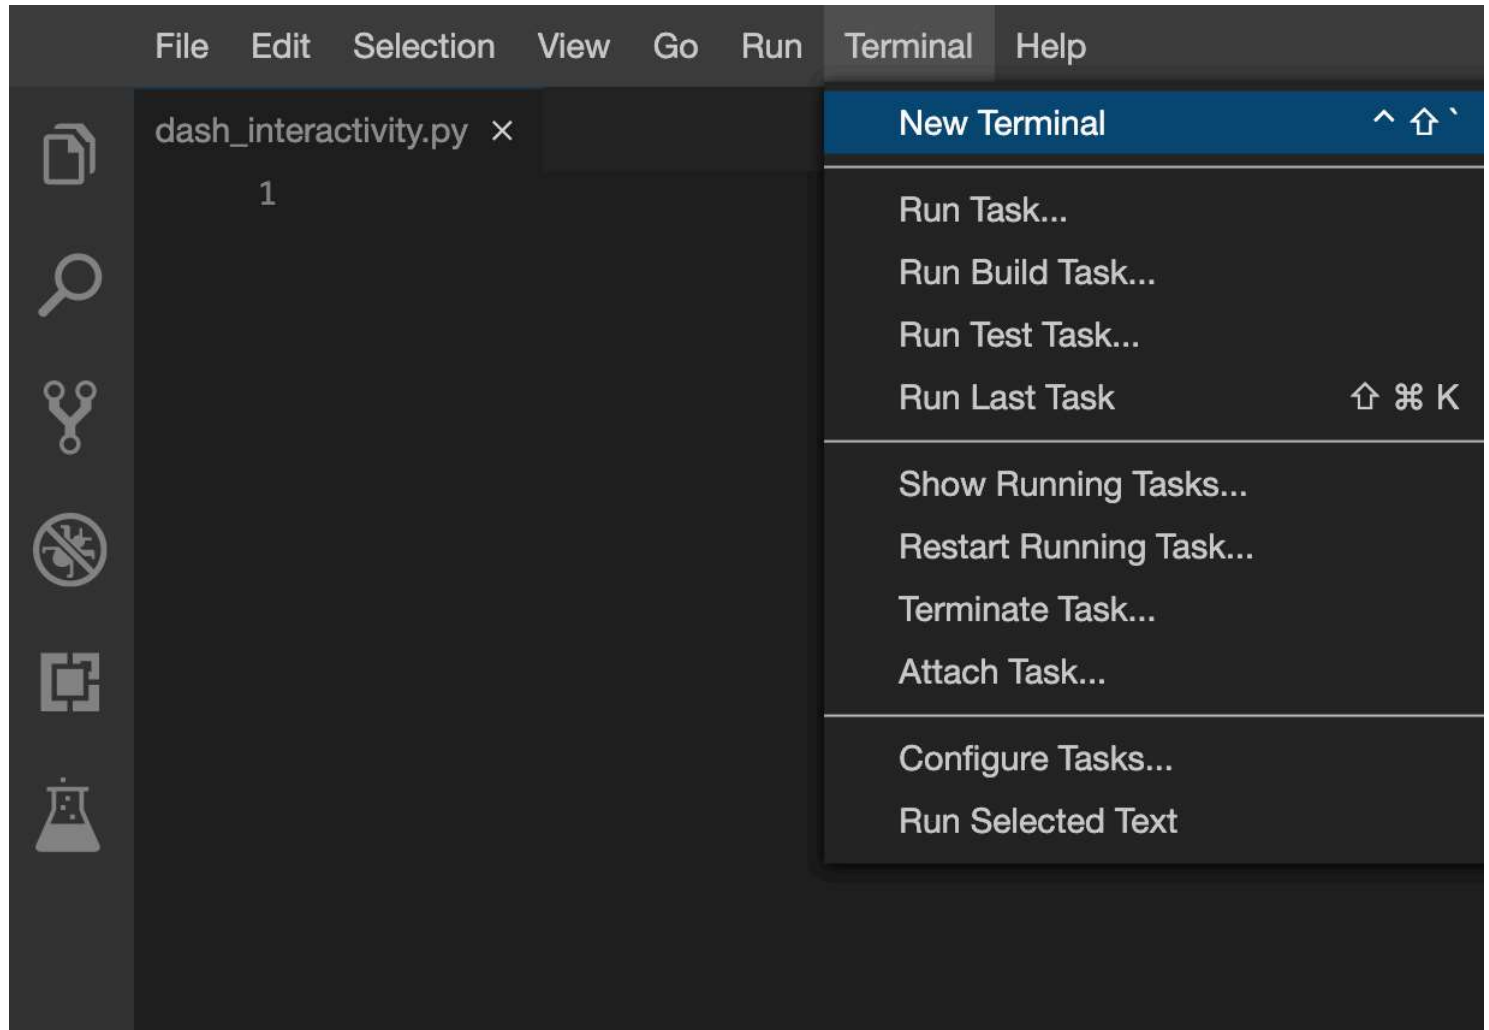 File Edit Selection View Go Run Terminal Help
dash_interactivity.py ×
1
New Terminal ^ ⇧ `
Run Task...
Run Build Task...
Run Test Task...
Run Last Task ⇧ ⌘ K
Show Running Tasks...
Restart Running Task...
Terminate Task...
Attach Task...
Configure Tasks...
Run Selected Text